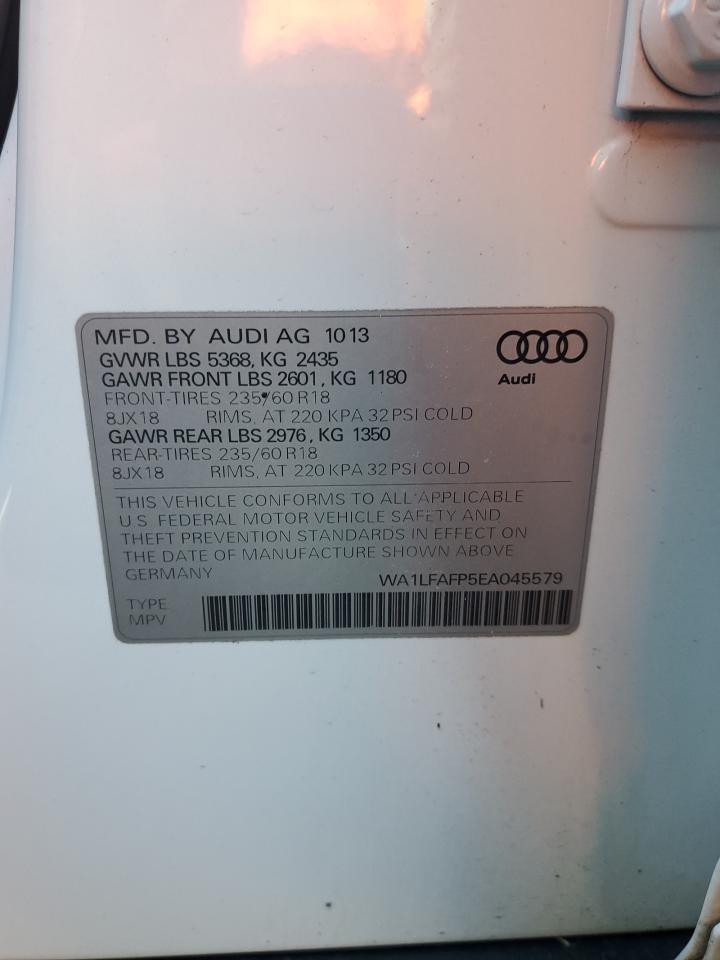 MFD. BY AUDI AG 10 13
GVWR LBS 5368, KG 2435
GAWR FRONT LBS 2601, KG 1180
FRONT-TIRES 235/60 R18
8JX18 RIMS, AT 220 KPA 32 PSI COLD
GAWR REAR LBS 2976, KG 1350
REAR-TIRES 235/60 R18
8JX18 RIMS, AT 220 KPA 32 PSI COLD
Audi
THIS VEHICLE CONFORMS TO ALL APPLICABLE
U.S. FEDERAL MOTOR VEHICLE SAFETY AND
THEFT PREVENTION STANDARDS IN EFFECT ON
THE DATE OF MANUFACTURE SHOWN ABOVE
GERMANY WA1LFAFP5EA045579
TYPE
MPV